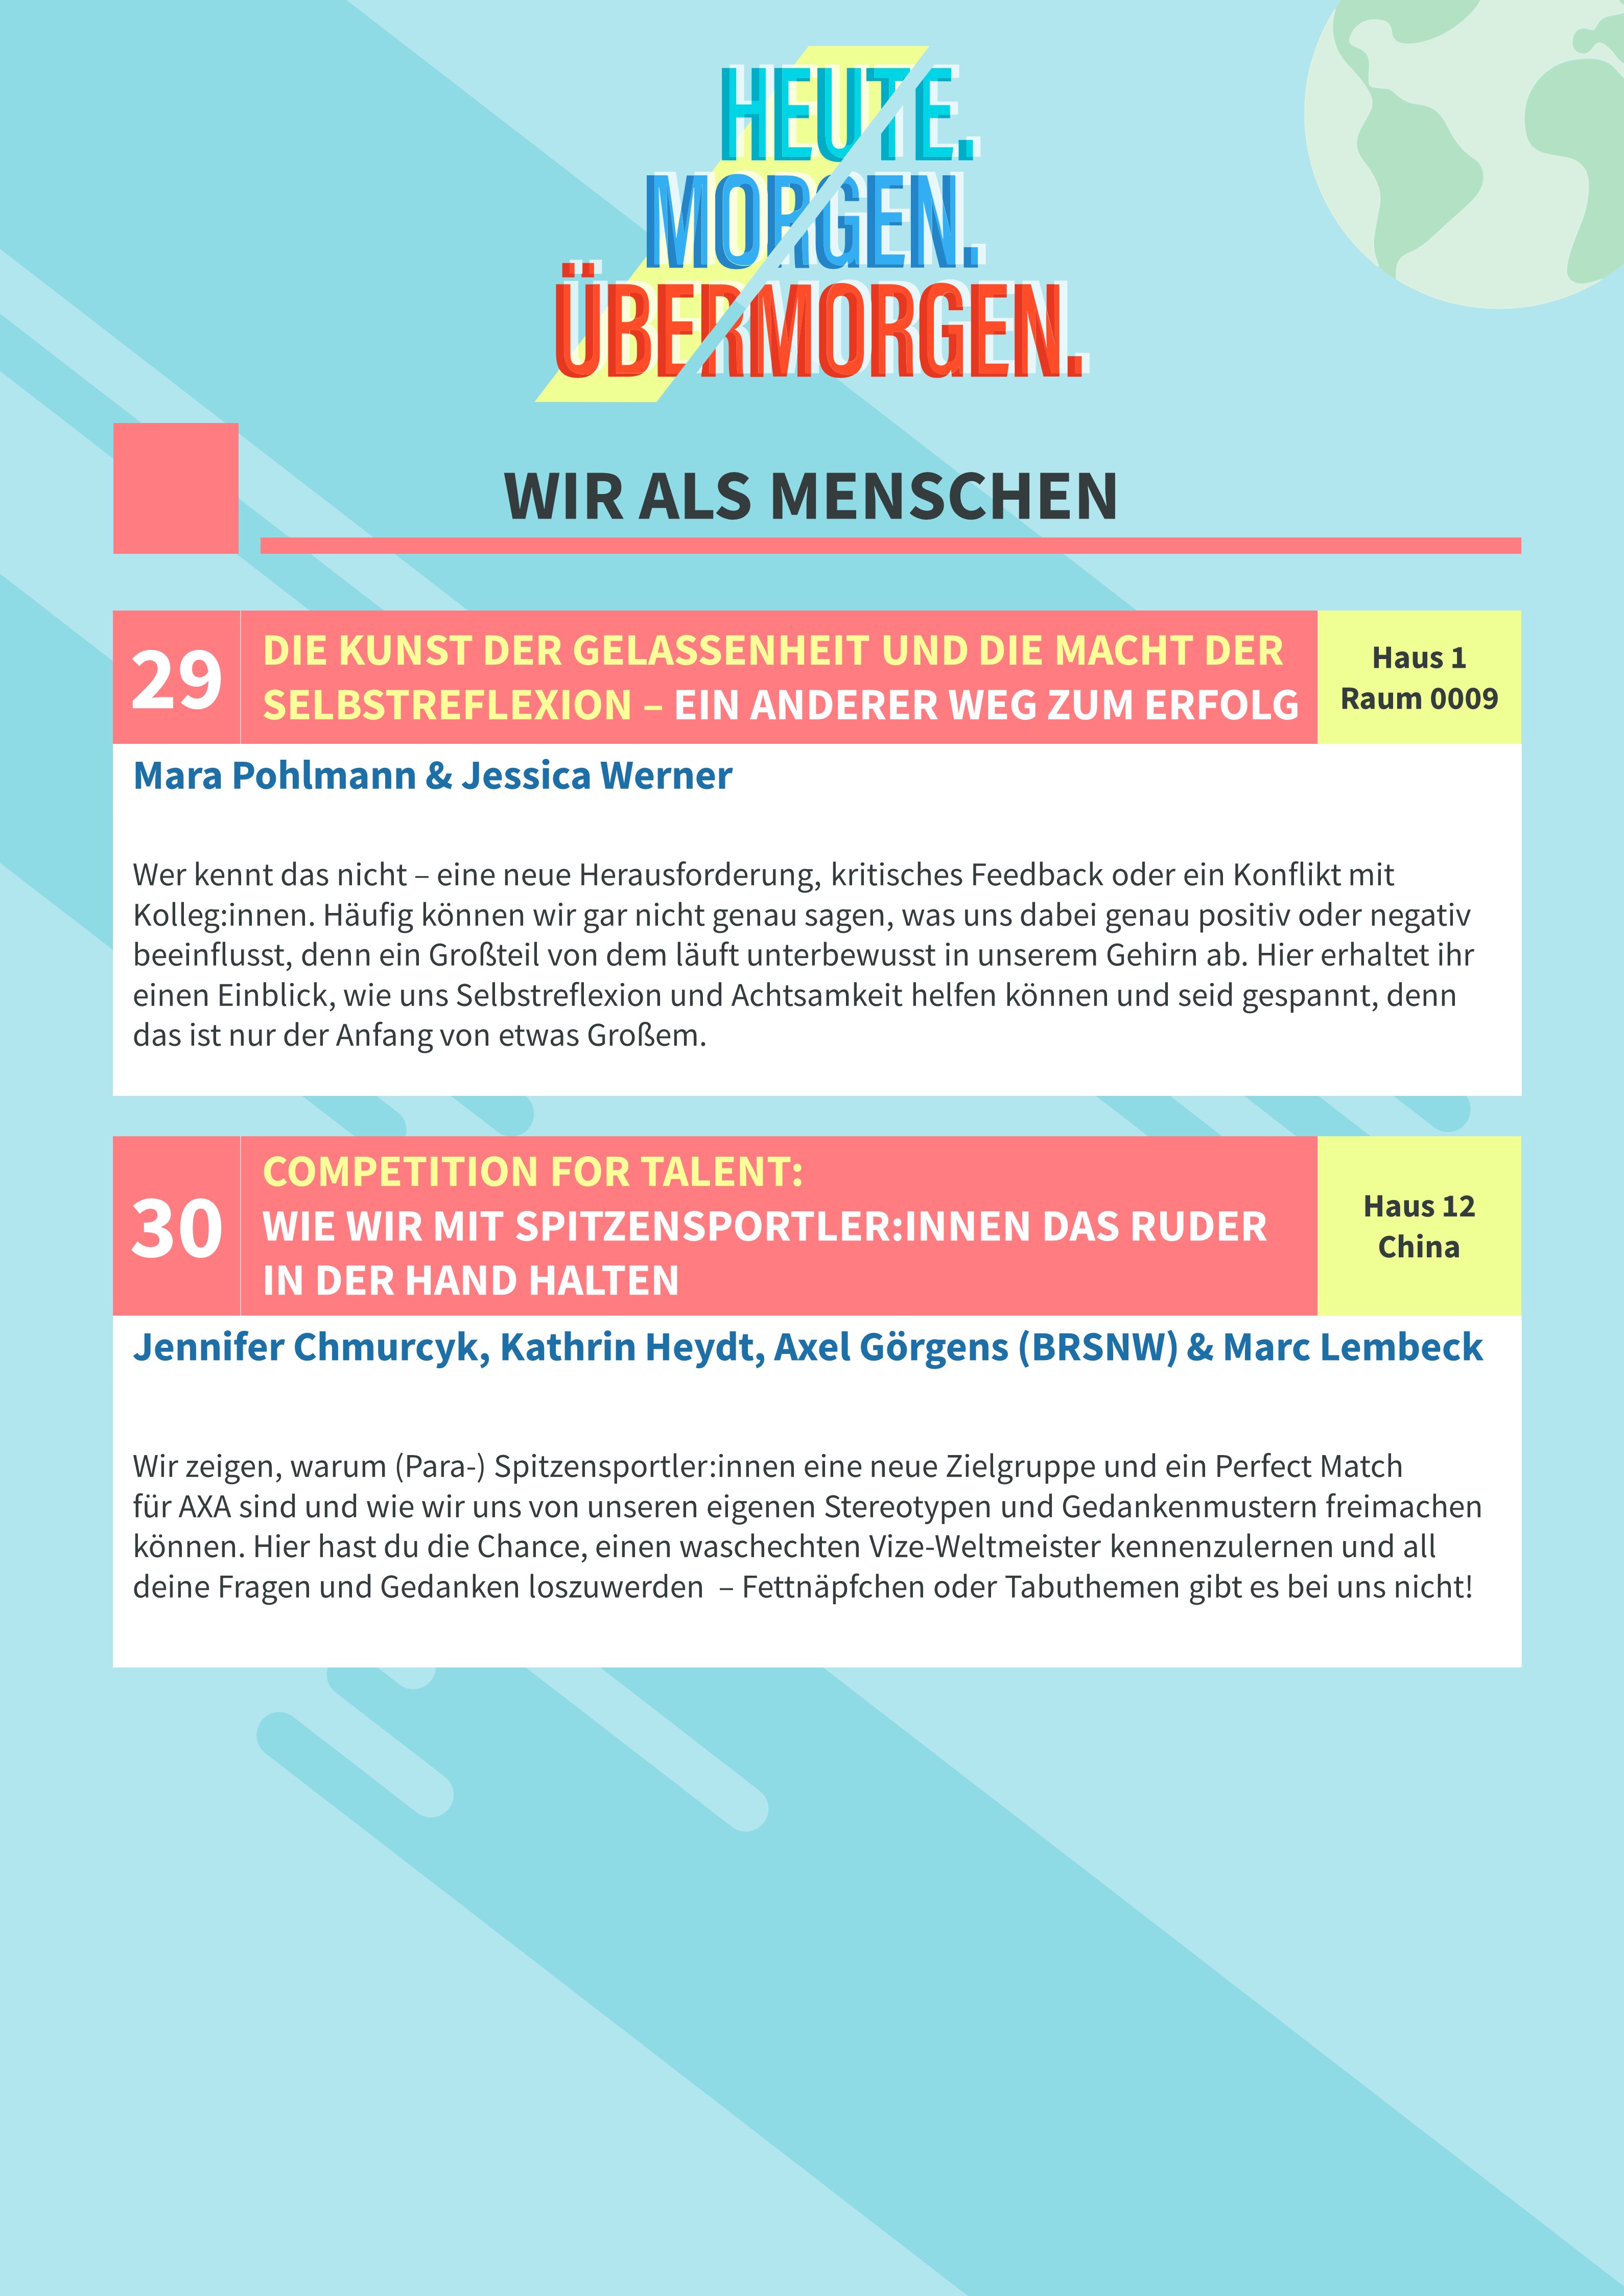 HEUTE.
MORGEN.
ÜBERMORGEN.
WIR ALS MENSCHEN
29
DIE KUNST DER GELASSENHEIT UND DIE MACHT DER
SELBSTREFLEXION – EIN ANDERER WEG ZUM ERFOLG
Haus 1
Raum 0009
Mara Pohlmann & Jessica Werner
Wer kennt das nicht – eine neue Herausforderung, kritisches Feedback oder ein Konflikt mit
Kolleg:innen. Häufig können wir gar nicht genau sagen, was uns dabei genau positiv oder negativ
beeinflusst, denn ein Großteil von dem läuft unterbewusst in unserem Gehirn ab. Hier erhaltet ihr
einen Einblick, wie uns Selbstreflexion und Achtsamkeit helfen können und seid gespannt, denn
das ist nur der Anfang von etwas Großem.
30
COMPETITION FOR TALENT:
WIE WIR MIT SPITZENSPORTLER:INNEN DAS RUDER
IN DER HAND HALTEN
Haus 12
China
Jennifer Chmurcyk, Kathrin Heydt, Axel Görgens (BRSNW) & Marc Lembeck
Wir zeigen, warum (Para-) Spitzensportler:innen eine neue Zielgruppe und ein Perfect Match
für AXA sind und wie wir uns von unseren eigenen Stereotypen und Gedankenmustern freimachen
können. Hier hast du die Chance, einen waschechten Vize-Weltmeister kennenzulernen und all
deine Fragen und Gedanken loszuwerden – Fettnäpfchen oder Tabuthemen gibt es bei uns nicht!